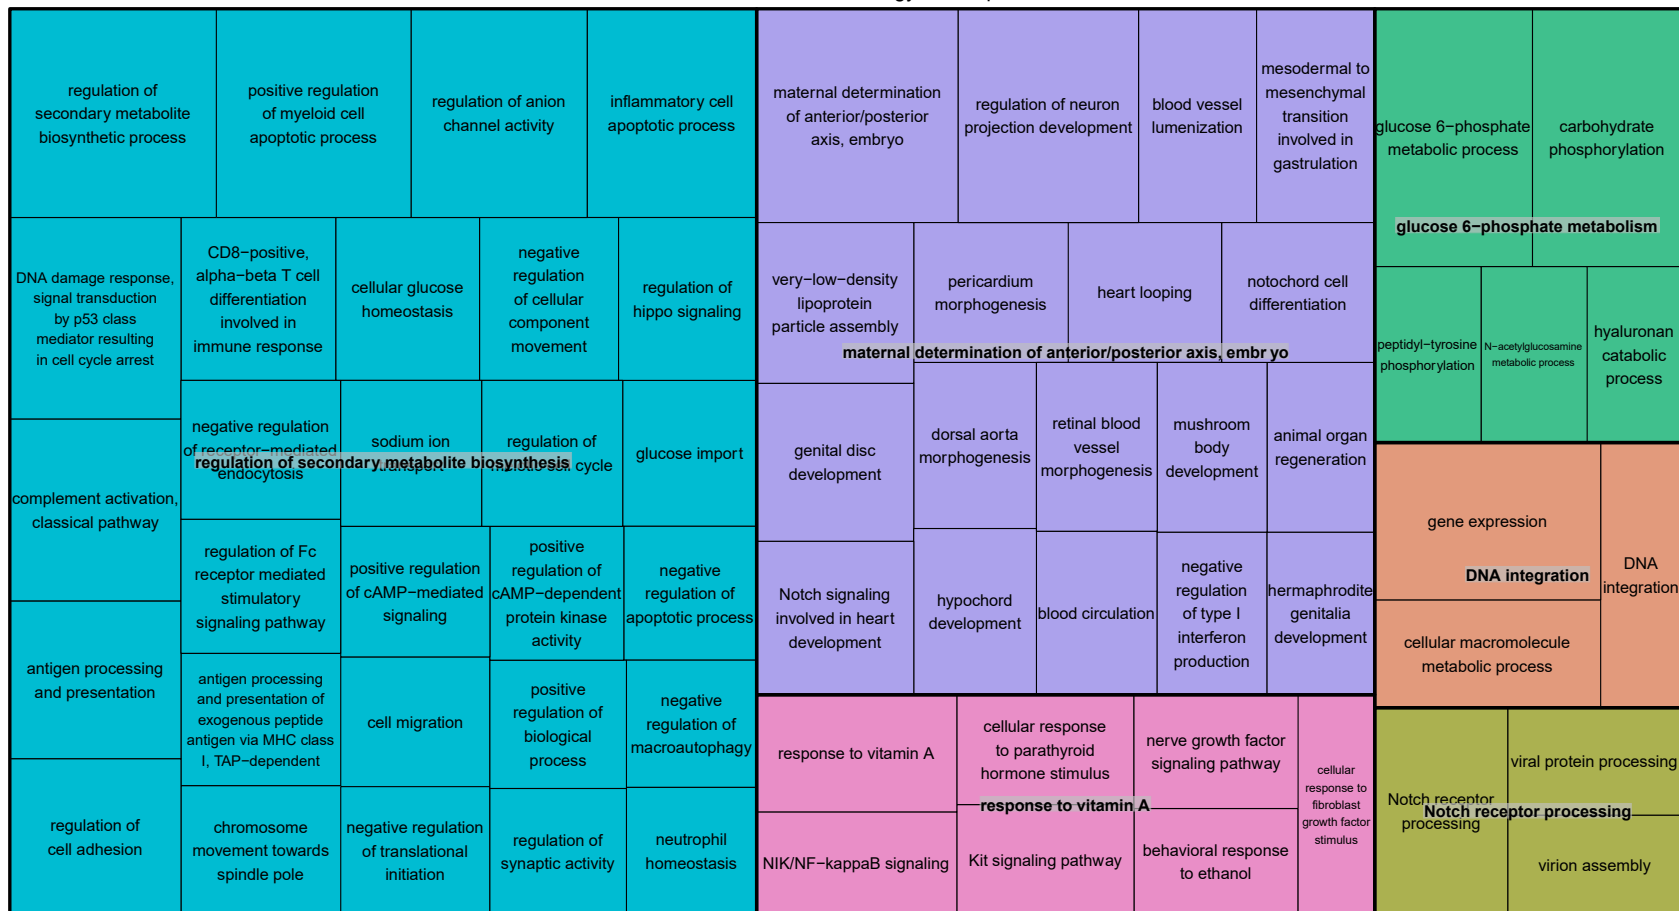 regulation of
secondary metabolite
biosynthetic process
positive regulation
of myeloid cell
apoptotic process
regulation of anion
channel activity
inflammatory cell
apoptotic process
DNA damage response,
signal transduction
by p53 class
mediator resulting
in cell cycle arrest
CD8−positive,
alpha−beta T cell
differentiation
involved in
immune response
cellular glucose
homeostasis
negative
regulation
of cellular
component
movement
regulation of
hippo signaling
complement activation,
classical pathway
negative regulation
of receptor−mediated
endocytosis
sodium ion
regulation of
cycle
glucose import
regulation of secondary metabolite biosynthesis
regulation of Fc
receptor mediated
stimulatory
signaling pathway
positive regulation
of cAMP−mediated
signaling
positive
regulation of
cAMP−dependent
protein kinase
activity
negative
regulation of
apoptotic process
antigen processing
and presentation
antigen processing
and presentation of
exogenous peptide
antigen via MHC class
I, TAP−dependent
cell migration
positive
regulation of
biological
process
negative
regulation of
macroautophagy
regulation of
cell adhesion
chromosome
movement towards
spindle pole
negative regulation
of translational
initiation
regulation of
synaptic activity
neutrophil
homeostasis
maternal determination
of anterior/posterior
axis, embryo
regulation of neuron
projection development
blood vessel
lumenization
mesodermal to
mesenchymal
transition
involved in
gastrulation
very−low−density
lipoprotein
particle assembly
pericardium
morphogenesis
heart looping
notochord cell
differentiation
maternal determination of anterior/posterior axis, embr yo
genital disc
development
dorsal aorta
morphogenesis
retinal blood
vessel
morphogenesis
mushroom
body
development
animal organ
regeneration
Notch signaling
involved in heart
development
hypochord
development
blood circulation
negative
regulation
of type I
interferon
production
hermaphrodite
genitalia
development
response to vitamin A
cellular response
to parathyroid
hormone stimulus
nerve growth factor
signaling pathway
cellular
response to
fibroblast
growth factor
stimulus
response to vitamin A
NIK/NF−kappaB signaling
Kit signaling pathway
behavioral response
to ethanol
glucose 6−phosphate
metabolic process
carbohydrate
phosphorylation
glucose 6−phosphate metabolism
peptidyl−tyrosine
phosphorylation
N−acetylglucosamine
metabolic process
hyaluronan
catabolic
process
gene expression
DNA
integration
DNA integration
cellular macromolecule
metabolic process
Notch receptor
processing
viral protein processing
Notch receptor processing
virion assembly